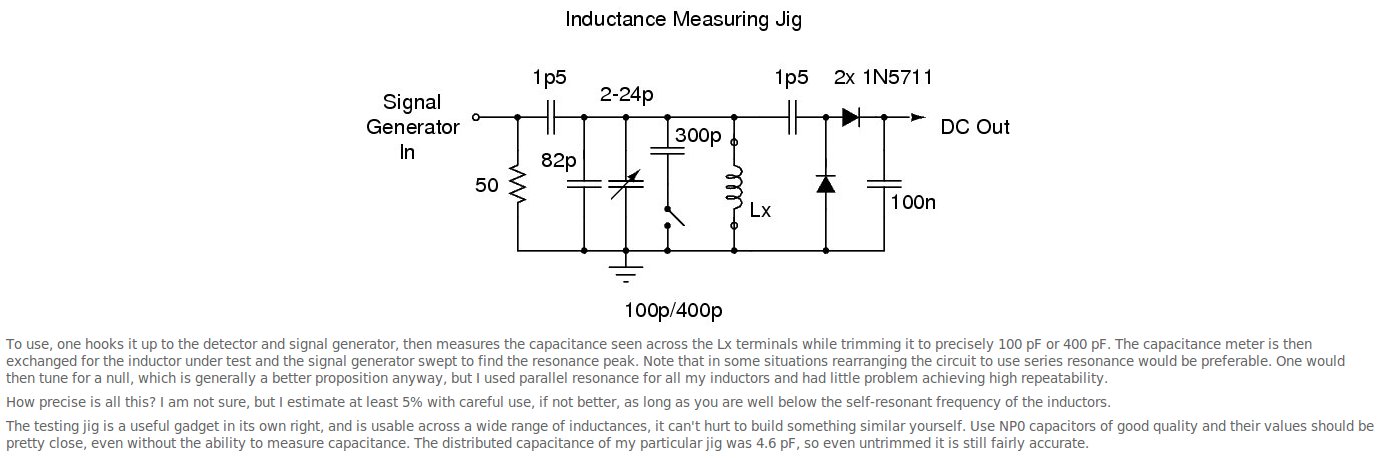 Inductance Measuring Jig
1p5
1p5
2x 1N5711
2-24p
Signal
Generator
In
DC Out
300p
82p
50
Lx
100n
100p/400p
To use, one hooks it up to the detector and signal generator, then measures the capacitance seen across the Lx terminals while trimming it to precisely 100 pF or 400 pF. The capacitance meter is then
exchanged for the inductor under test and the signal generator swept to find the resonance peak. Note that in some situations rearranging the circuit to use series resonance would be preferable. One would
then tune for a null, which is generally a better proposition anyway, but I used parallel resonance for all my inductors and had little problem achieving high repeatability.
How precise is all this? I am not sure, but I estimate at least 5% with careful use, if not better, as long as you are well below the self-resonant frequency of the inductors.
The testing jig is a useful gadget in its own right, and is usable across a wide range of inductances, it can't hurt to build something similar yourself. Use NP0 capacitors of good quality and their values should be
pretty close, even without the ability to measure capacitance. The distributed capacitance of my particular jig was 4.6 pF, so even untrimmed it is still fairly accurate.